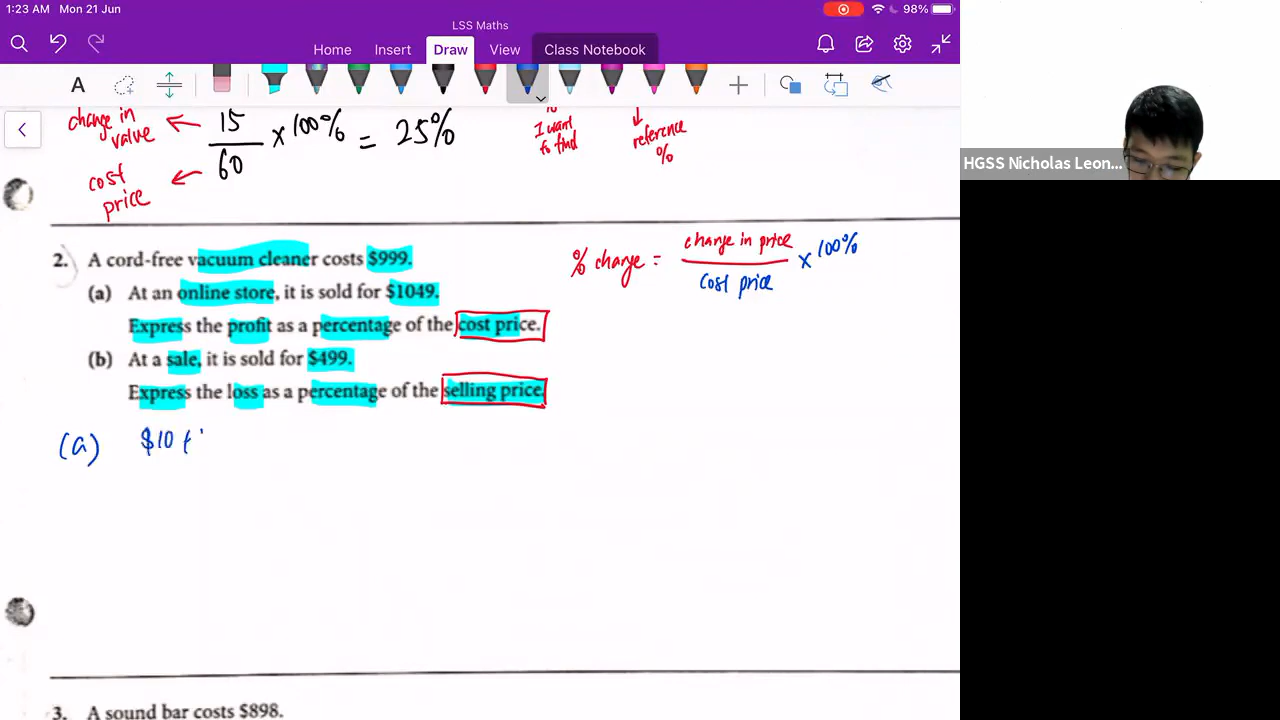 1:23 AM Mon 21 Jun
98%
LSS Maths
Home Insert Draw View Class Notebook
A
change in value
15
60
x 100% = 25%
cost price
I want to find
reference %
HGSS Nicholas Leon...
2. A cord-free vacuum cleaner costs $999.
(a) At an online store, it is sold for $1049.
Express the profit as a percentage of the cost price.
(b) At a sale, it is sold for $499.
Express the loss as a percentage of the selling price.
% change = change in price
cost price
x 100%
(a) $10
3. A sound bar costs $898.